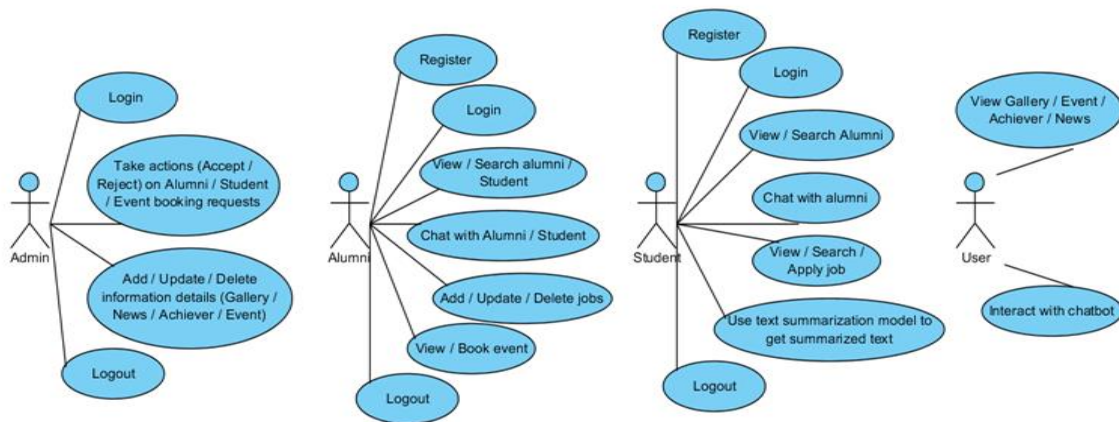 Login
Take actions (Accept /
Reject) on Alumni / Student
/ Event booking requests
Admin
Add / Update / Delete
information details (Gallery /
News / Achiever / Event)
Logout
Register
Login
View / Search alumni /
Student
Chat with Alumni / Student
Alumni
Add / Update / Delete jobs
View / Book event
Logout
Register
Login
View / Search Alumni
Chat with alumni
Student
View / Search /
Apply job
Use text summarization model to
get summarized text
Logout
View Gallery / Event /
Achiever / News
User
Interact with chatbot